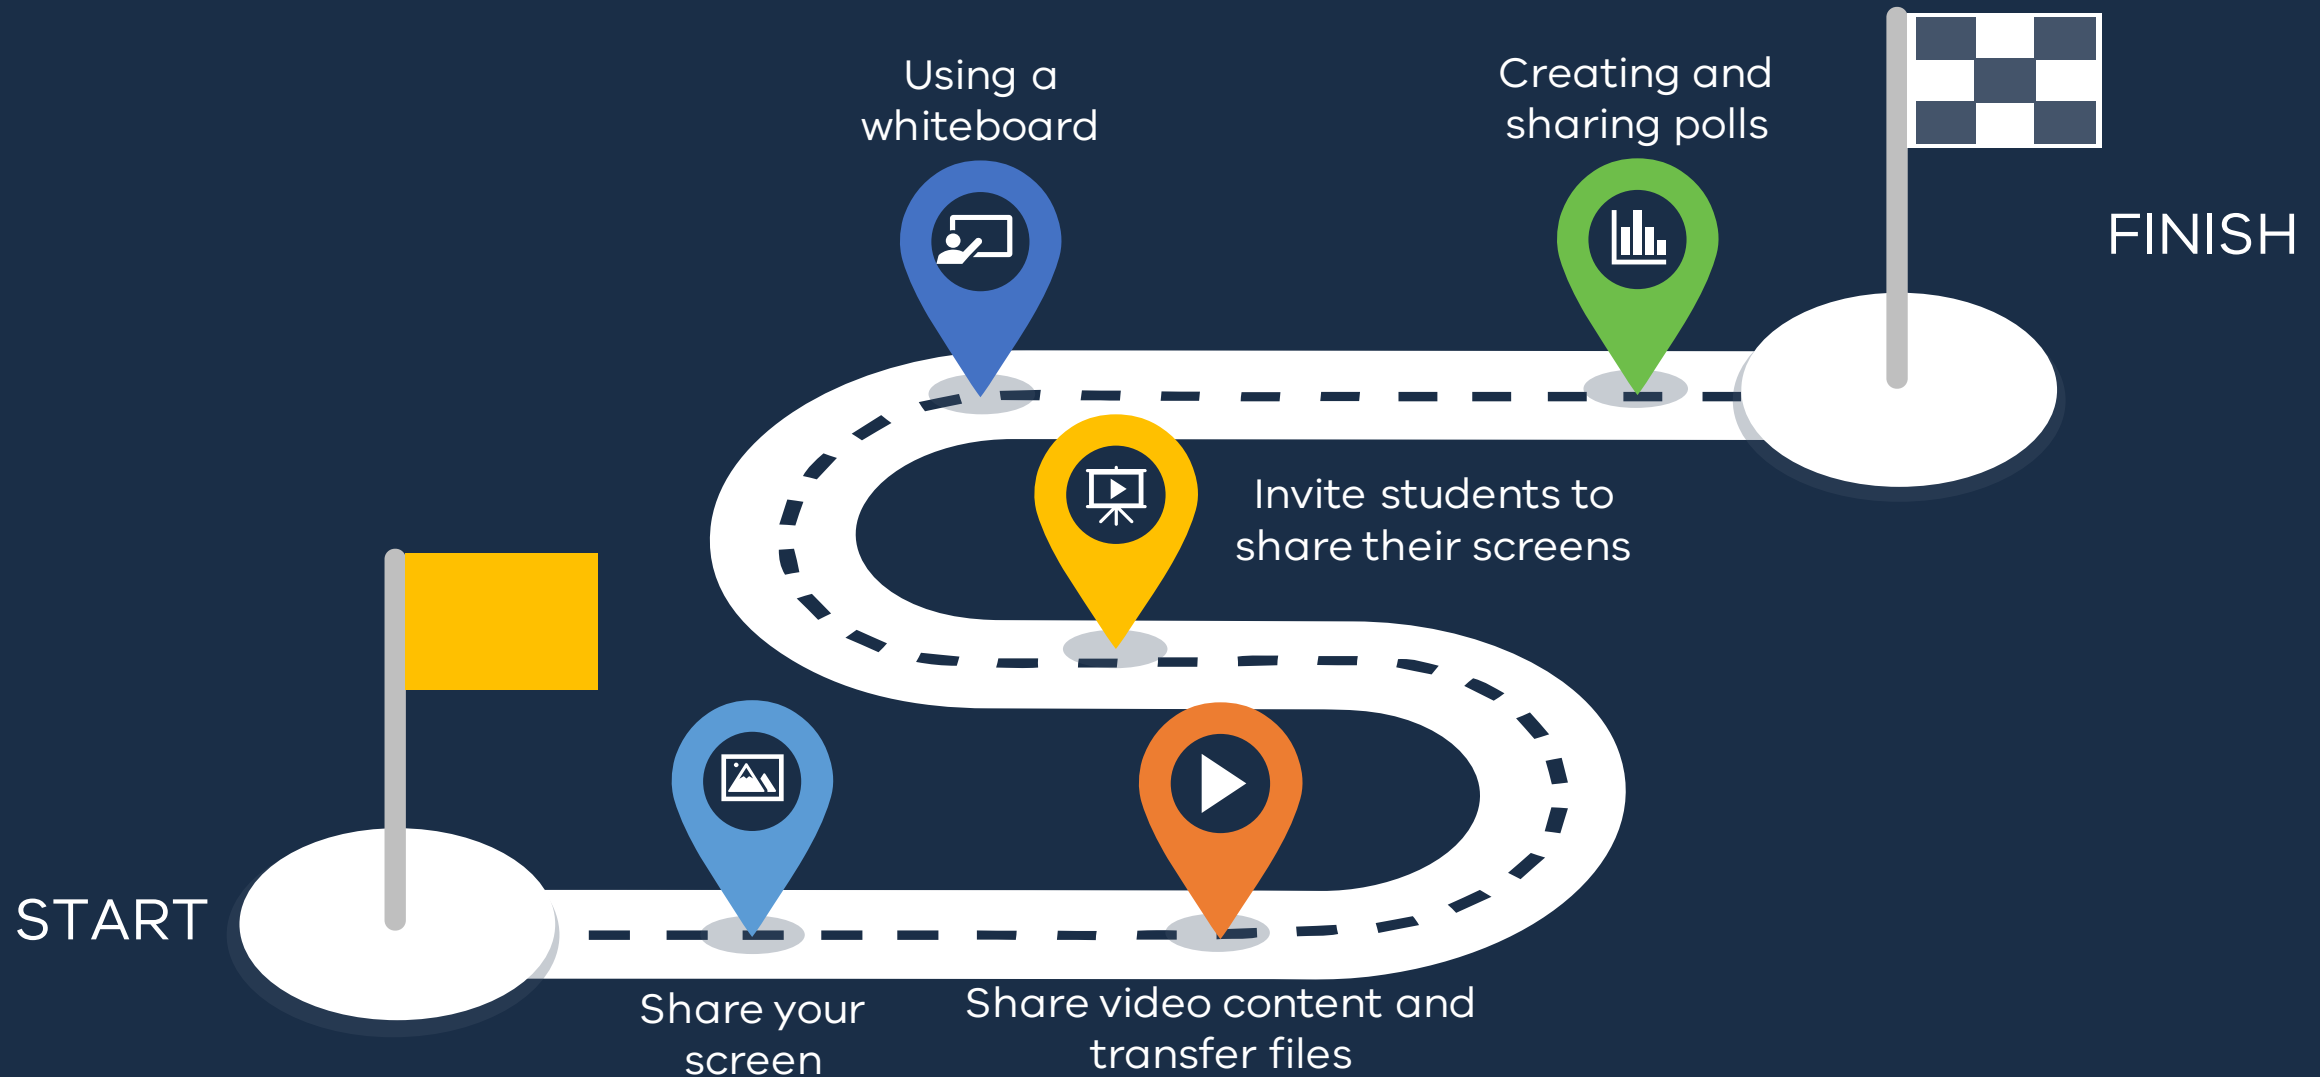 Using a
whiteboard
Creating and
sharing polls
FINISH
Invite students to
share their screens
START
Share your
screen
Share video content and
transfer files